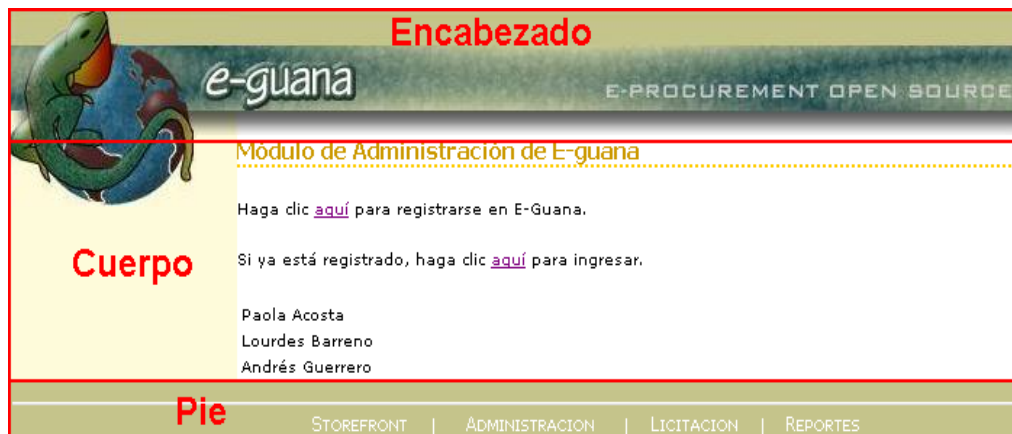 Encabezado
e-guana
E-PROCUREMENT OPEN SOURCE
Módulo de Administración de E-guana
Haga clic aquí para registrarse en E-Guana.
Cuerpo
Si ya está registrado, haga clic aquí para ingresar.
Paola Acosta
Lourdes Barreno
Andrés Guerrero
Pie
STOREFRONT | ADMINISTRACION | LICITACION | REPORTES